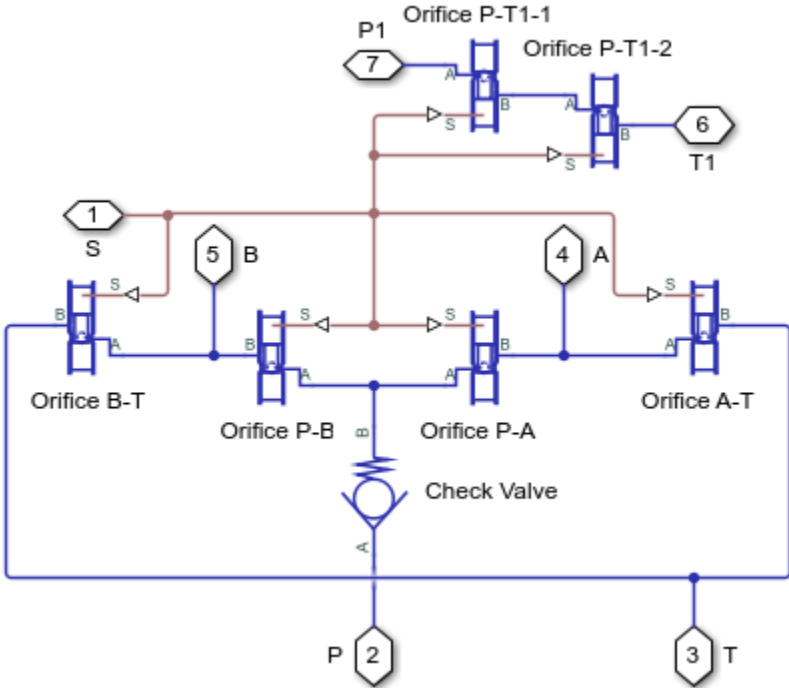 Orifice P-T1-1
P1
Orifice P-T1-2
7
A
B
A
S
B
6
T1
S
1
S
5
B
4
A
S
S
S
S
B
A
B
A
A
B
A
B
Orifice B-T
Orifice P-B
Orifice P-A
Orifice A-T
B
Check Valve
A
P
2
3
T